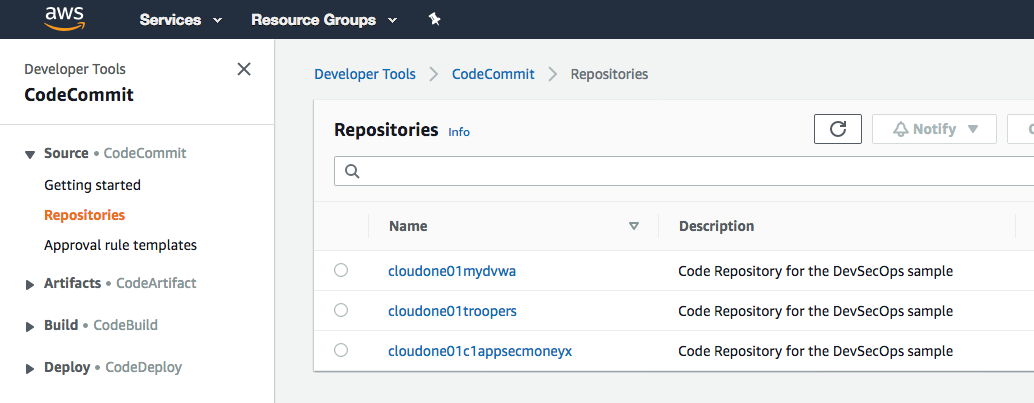 aws Services Resource Groups
Developer Tools
CodeCommit
Source • CodeCommit
Getting started
Repositories
Approval rule templates
Artifacts • CodeArtifact
Build • CodeBuild
Deploy • CodeDeploy
Developer Tools > CodeCommit > Repositories
Repositories Info
Notify
Name Description
cloudone01mydvwa Code Repository for the DevSecOps sample
cloudone01troopers Code Repository for the DevSecOps sample
cloudone01c1appsecmoneyx Code Repository for the DevSecOps sample